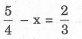 5/4 − x = 2/3